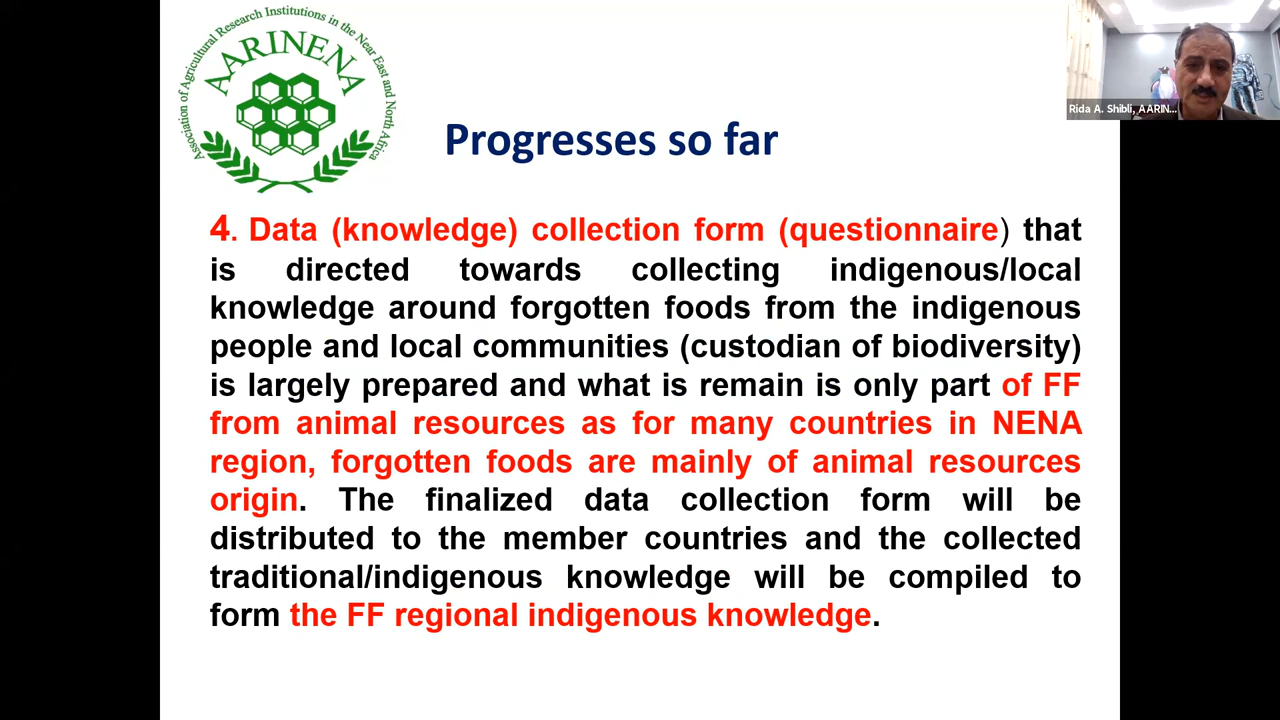 Association of Agricultural Research Institutions in the Near East and North Africa
AARINENA
Rida A. Shibli, AARIN...
Progresses so far
4. Data (knowledge) collection form (questionnaire) that
is directed towards collecting indigenous/local
knowledge around forgotten foods from the indigenous
people and local communities (custodian of biodiversity)
is largely prepared and what is remain is only part of FF
from animal resources as for many countries in NENA
region, forgotten foods are mainly of animal resources
origin. The finalized data collection form will be
distributed to the member countries and the collected
traditional/indigenous knowledge will be compiled to
form the FF regional indigenous knowledge.